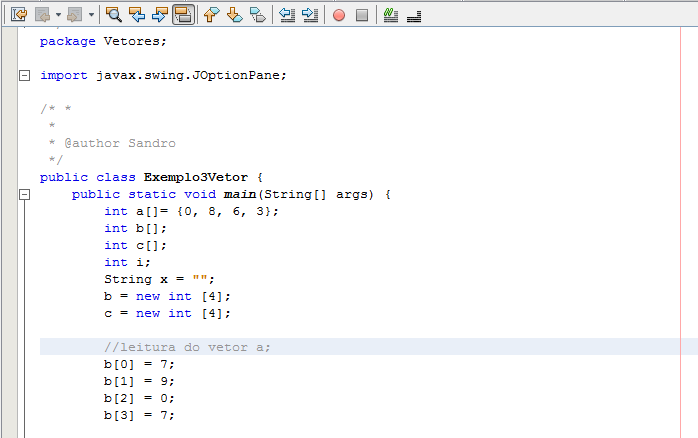 package Vetores;
import javax.swing.JOptionPane;
/* *
*
* @author Sandro
*/
public class Exemplo3Vetor {
public static void main(String[] args) {
int a[]= {0, 8, 6, 3};
int b[];
int c[];
int i;
String x = "";
b = new int [4];
c = new int [4];
//leitura do vetor a;
b[0] = 7;
b[1] = 9;
b[2] = 0;
b[3] = 7;